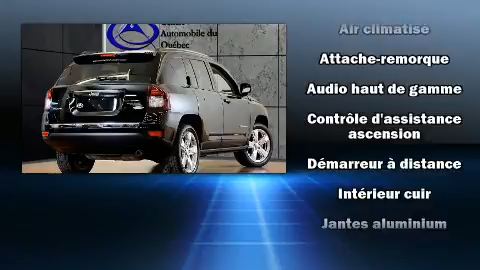 Automobile du
Québec
Air climatisé
Attache-remorque
Audio haut de gamme
Contrôle d'assistance
ascension
Démarreur à distance
Intérieur cuir
Jantes aluminium